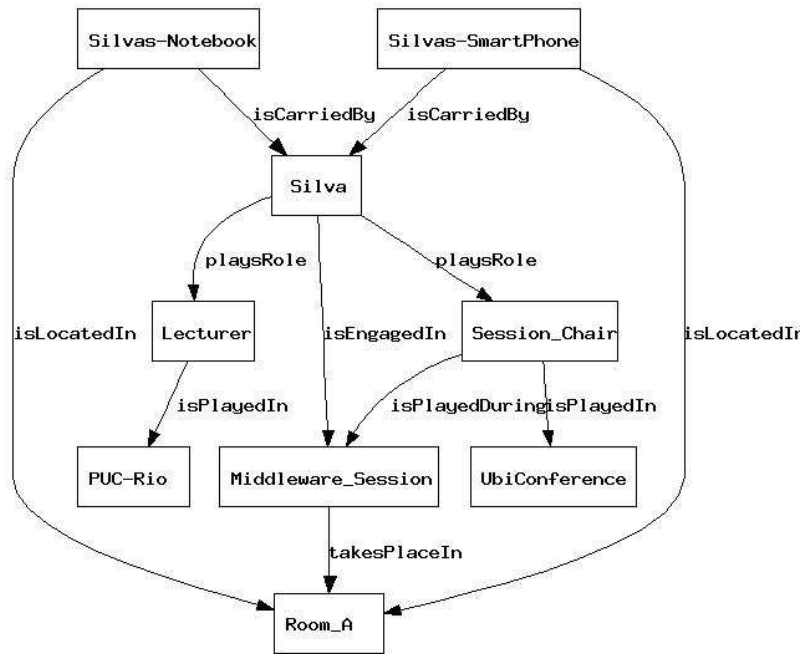 Silvas-Notebook
Silvas-SmartPhone
isCarriedBy
isCarriedBy
Silva
playsRole
playsRole
isLocatedIn
Lecturer
isEngagedIn
Session_Chair
isLocatedIn
isPlayedIn
isPlayedDuring
isPlayedIn
PUC-Rio
Middleware_Session
UbiConference
takesPlaceIn
Room_A